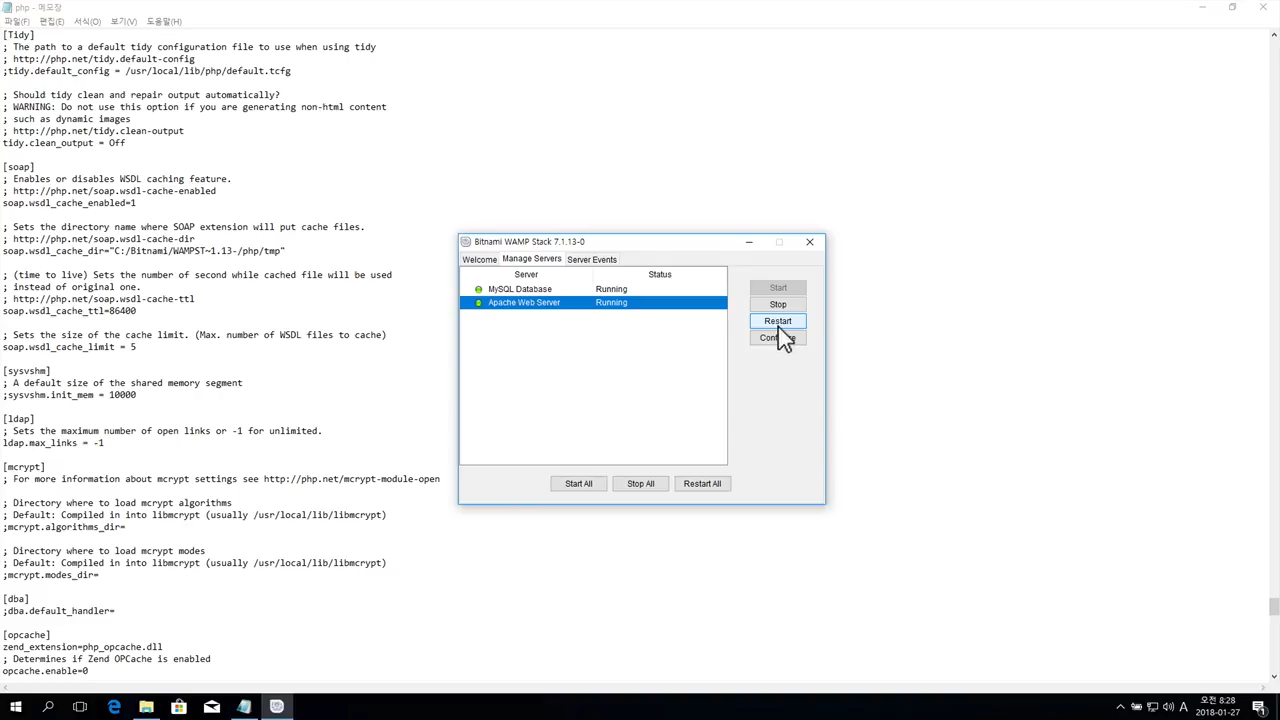 php - 메모장
파일(F) 편집(E) 서식(O) 보기(V) 도움말(H)
[Tidy]
; The path to a default tidy configuration file to use when using tidy
; http://php.net/tidy.default-config
;tidy.default_config = /usr/local/lib/php/default.tcfg
; Should tidy clean and repair output automatically?
; WARNING: Do not use this option if you are generating non-html content
; such as dynamic images
; http://php.net/tidy.clean-output
tidy.clean_output = Off
[soap]
; Enables or disables WSDL caching feature.
; http://php.net/soap.wsdl-cache-enabled
soap.wsdl_cache_enabled=1
; Sets the directory name where SOAP extension will put cache files.
; http://php.net/soap.wsdl-cache-dir
soap.wsdl_cache_dir="C:/Bitnami/WAMPST~1.13-/php/tmp"
; (time to live) Sets the number of second while cached file will be used
; instead of original one.
; http://php.net/soap.wsdl-cache-ttl
soap.wsdl_cache_ttl=86400
; Sets the size of the cache limit. (Max. number of WSDL files to cache)
soap.wsdl_cache_limit = 5
[sysvshm]
; A default size of the shared memory segment
;sysvshm.init_mem = 10000
[ldap]
; Sets the maximum number of open links or -1 for unlimited.
ldap.max_links = -1
[mcrypt]
; For more information about mcrypt settings see http://php.net/mcrypt-module-open
; Directory where to load mcrypt algorithms
; Default: Compiled in into libmcrypt (usually /usr/local/lib/libmcrypt)
;mcrypt.algorithms_dir=
; Directory where to load mcrypt modes
; Default: Compiled in into libmcrypt (usually /usr/local/lib/libmcrypt)
;mcrypt.modes_dir=
[dba]
;dba.default_handler=
[opcache]
zend_extension=php_opcache.dll
; Determines if Zend OPCache is enabled
opcache.enable=0
Bitnami WAMP Stack 7.1.13-0
Welcome Manage Servers Server Events
Server Status
MySQL Database Running
Apache Web Server Running
Start
Stop
Restart
Start All Stop All Restart All
A
오전 8:28
2018-01-27
1